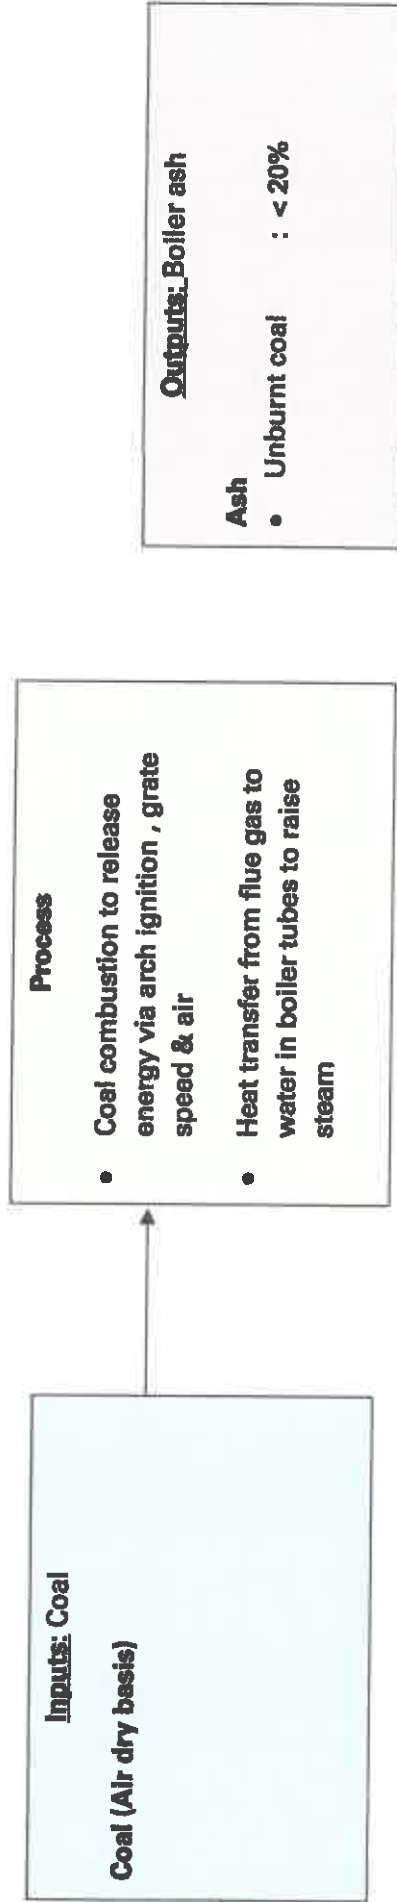 Inputs: Coal
Coal (Air dry basis)
Process
• Coal combustion to release
energy via arch ignition , grate
speed & air
• Heat transfer from flue gas to
water in boiler tubes to raise
steam
Outputs: Boiler ash
Ash
• Unburnt coal : < 20%